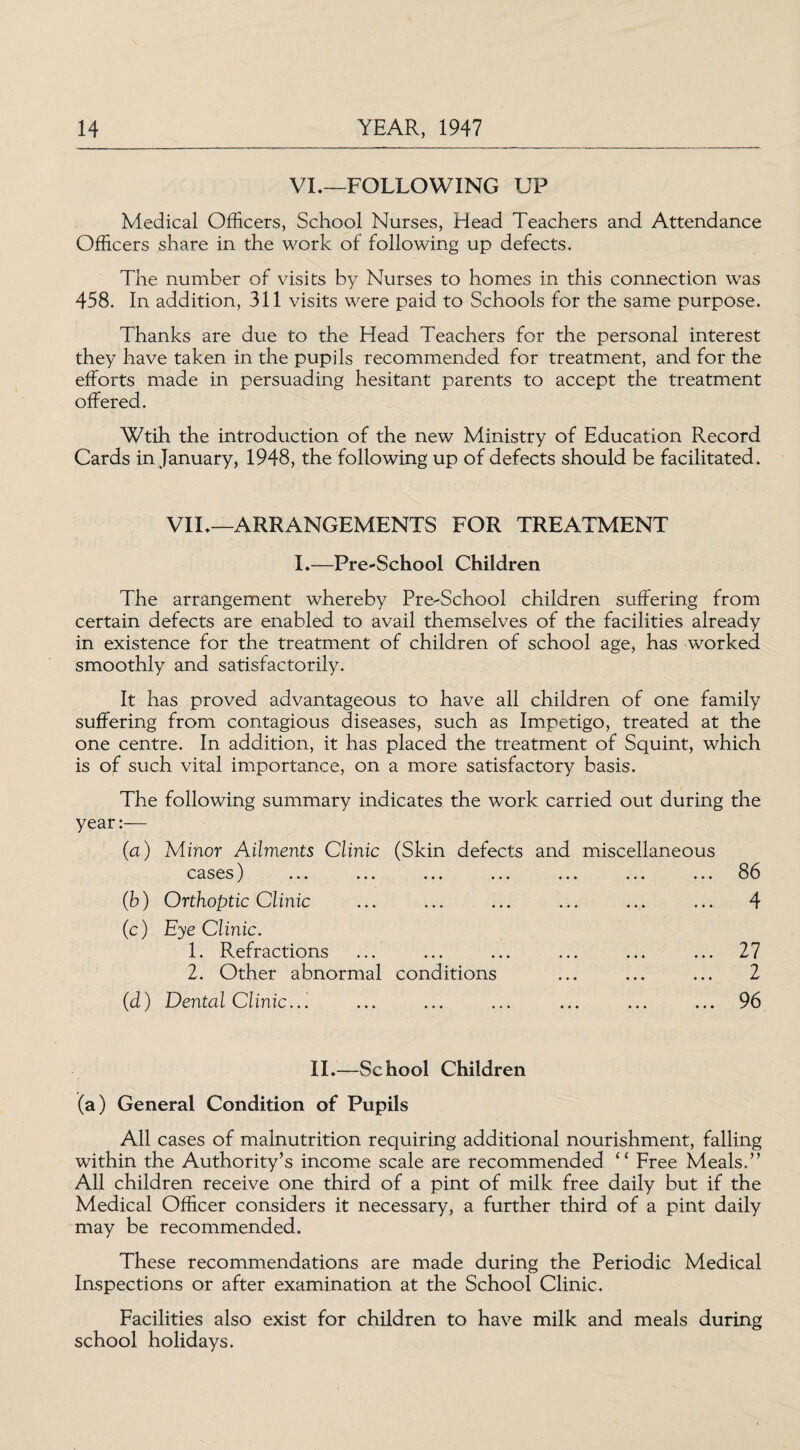 14 YEAR, 1947
VI.—FOLLOWING UP
Medical Officers, School Nurses, Head Teachers and Attendance
Officers share in the work of following up defects.
The number of visits by Nurses to homes in this connection was
458. In addition, 311 visits were paid to Schools for the same purpose.
Thanks are due to the Head Teachers for the personal interest
they have taken in the pupils recommended for treatment, and for the
efforts made in persuading hesitant parents to accept the treatment
offered.
Wtih the introduction of the new Ministry of Education Record
Cards in January, 1948, the following up of defects should be facilitated.
VII.—ARRANGEMENTS FOR TREATMENT
I.—Pre-School Children
The arrangement whereby Pre-School children suffering from
certain defects are enabled to avail themselves of the facilities already
in existence for the treatment of children of school age, has worked
smoothly and satisfactorily.
It has proved advantageous to have all children of one family
suffering from contagious diseases, such as Impetigo, treated at the
one centre. In addition, it has placed the treatment of Squint, which
is of such vital importance, on a more satisfactory basis.
The following summary indicates the work carried out during the
year:—
(a) Minor Ailments Clinic (Skin defects and miscellaneous
cases) ... ... ... ... ... ... ... 86
(b) Orthoptic Clinic ... ... ... ... ... ... 4
(c) Eye Clinic.
1. Refractions ... ... ... ... ... ... 27
2. Other abnormal conditions ... ... ... 2
(d) Dental Clinic... ... ... ... ... ... ... 96
II.—School Children
(a) General Condition of Pupils
All cases of malnutrition requiring additional nourishment, falling
within the Authority's income scale are recommended “ Free Meals.”
All children receive one third of a pint of milk free daily but if the
Medical Officer considers it necessary, a further third of a pint daily
may be recommended.
These recommendations are made during the Periodic Medical
Inspections or after examination at the School Clinic.
Facilities also exist for children to have milk and meals during
school holidays.